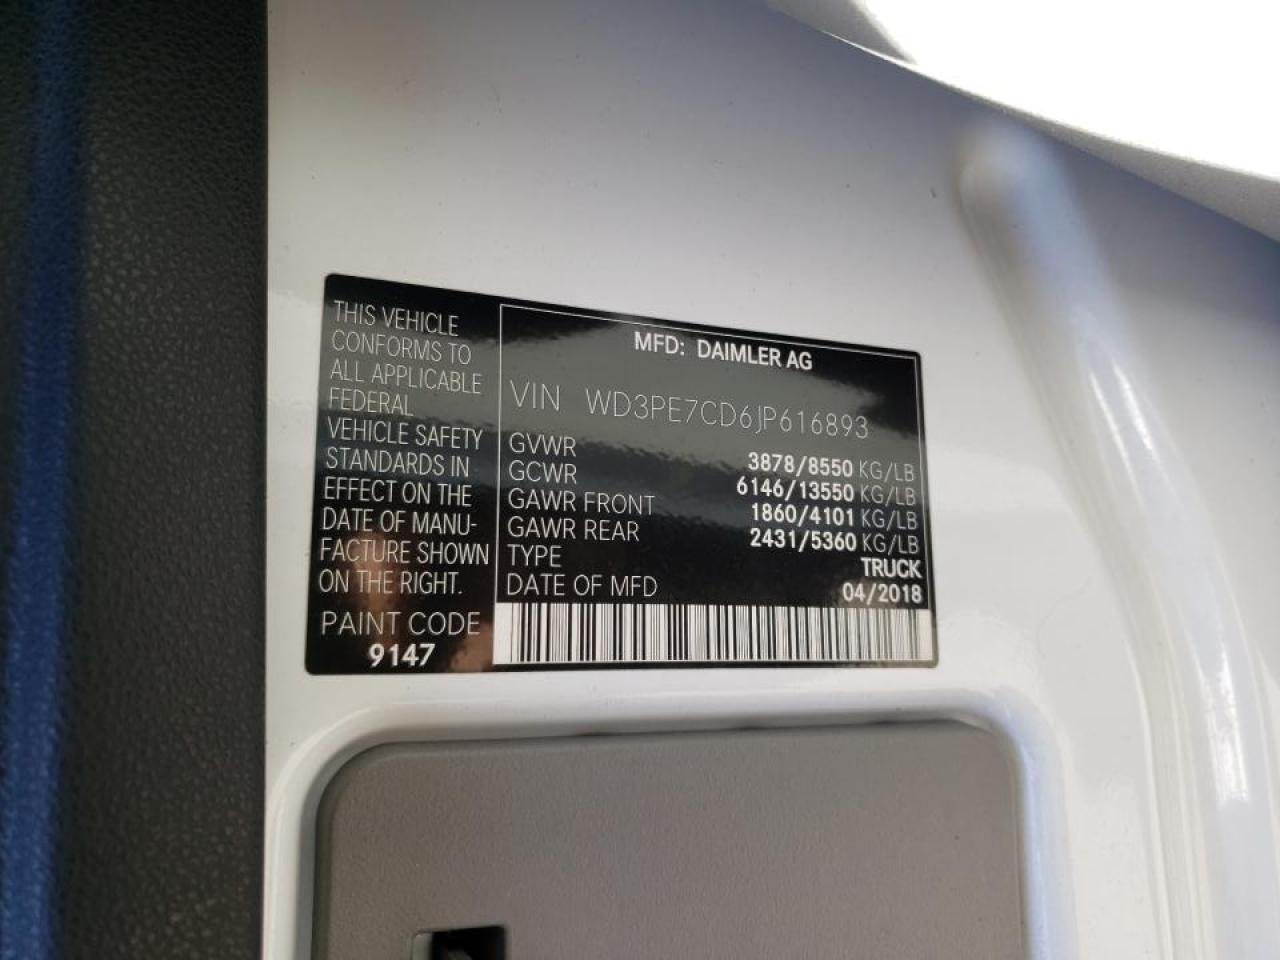 THIS VEHICLE
CONFORMS TO
ALL APPLICABLE
FEDERAL
VEHICLE SAFETY
STANDARDS IN
EFFECT ON THE
DATE OF MANU-
FACTURE SHOWN
ON THE RIGHT.
PAINT CODE
9147
MFD: DAIMLER AG
VIN WD3PE7CD6JP616893
GVWR 3878/8550 KG/LB
GCWR 6146/13550 KG/LB
GAWR FRONT 1860/4101 KG/LB
GAWR REAR 2431/5360 KG/LB
TYPE TRUCK
DATE OF MFD 04/2018